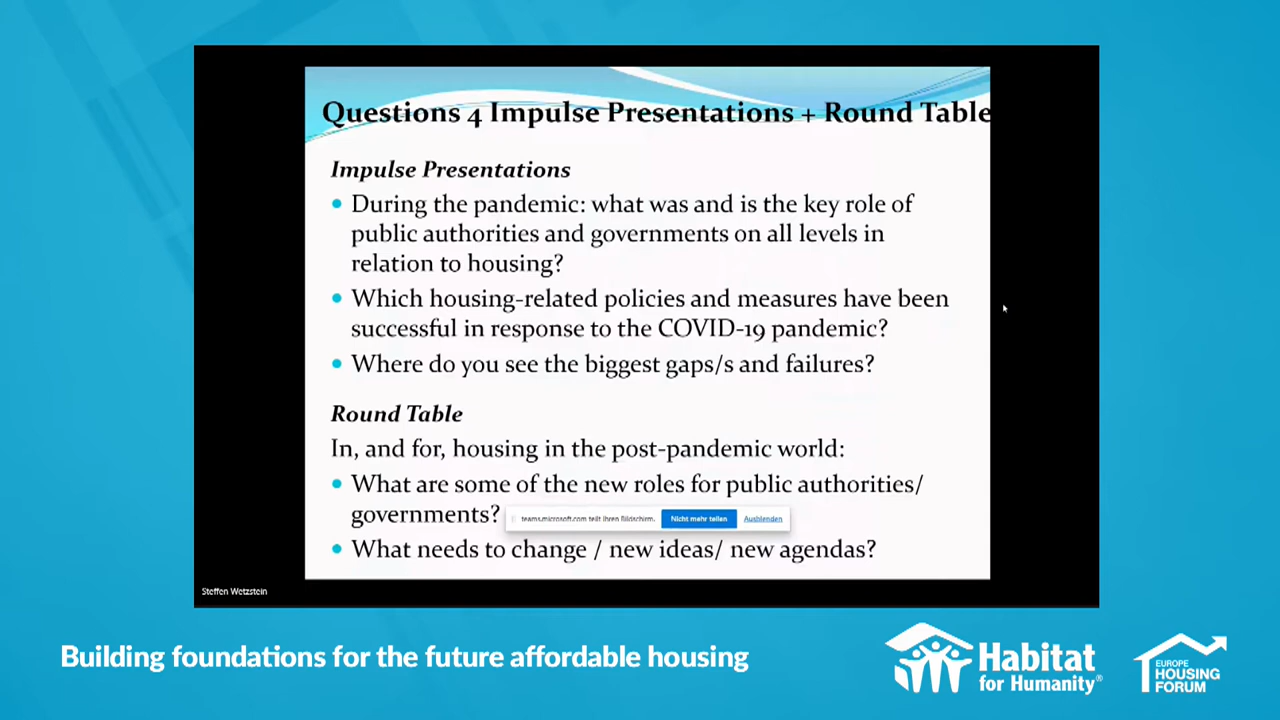 Questions 4 Impulse Presentations + Round Table
Impulse Presentations
During the pandemic: what was and is the key role of
public authorities and governments on all levels in
relation to housing?
Which housing-related policies and measures have been
successful in response to the COVID-19 pandemic?
Where do you see the biggest gaps/s and failures?
Round Table
In, and for, housing in the post-pandemic world:
What are some of the new roles for public authorities/
governments?
teams.microsoft.com teilt Ihren Bildschirm. Nicht mehr teilen Ausblenden
What needs to change / new ideas/ new agendas?
Steffen Wetzstein
Building foundations for the future affordable housing
Habitat
for Humanity®
EUROPE
HOUSING
FORUM